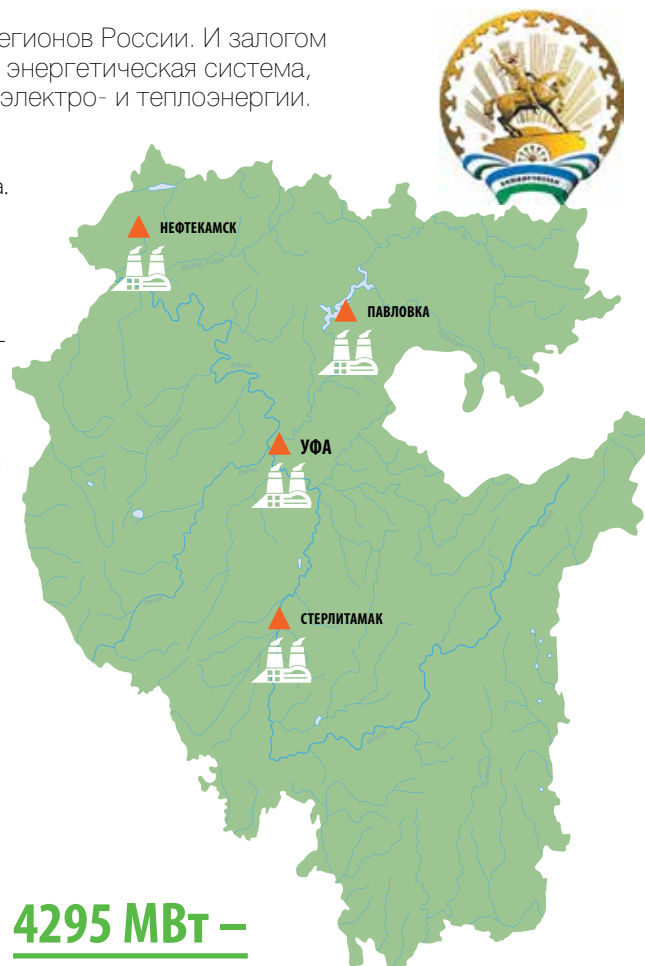 егионов России. И залогом
энергетическая система,
электро- и теплоэнергии.
а.
НЕФТЕКАМСК
ПАВЛОВКА
УФА
СТЕРЛИТАМАК
4295 МВт –